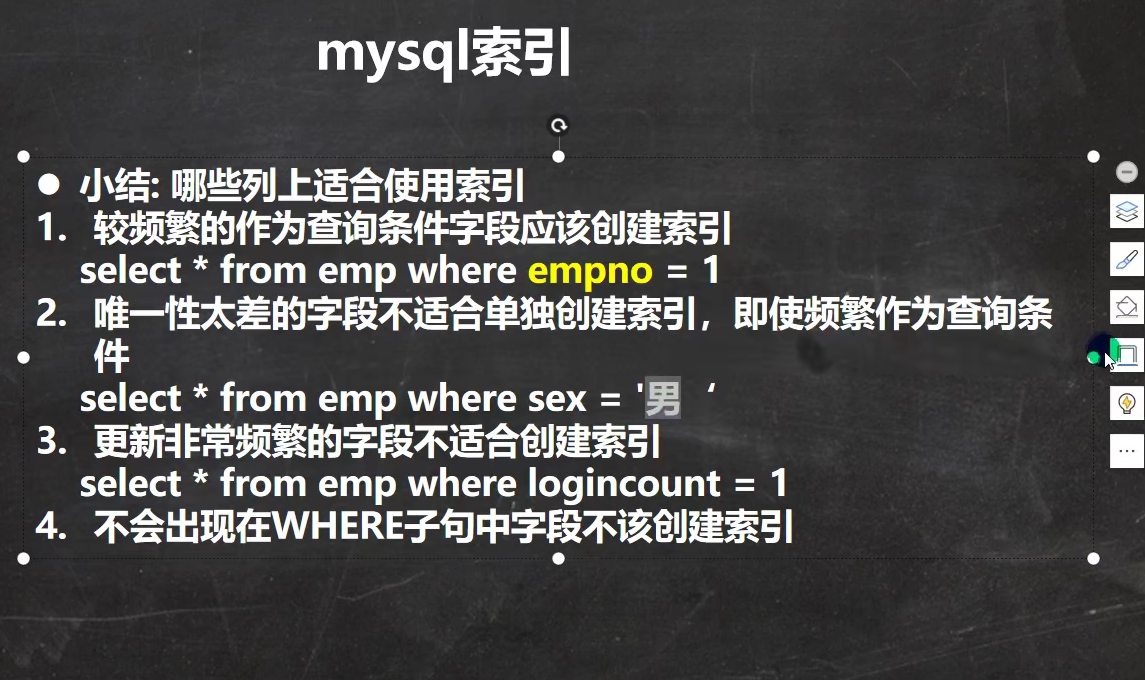 mysql索引
● 小结: 哪些列上适合使用索引
1. 较频繁的作为查询条件字段应该创建索引
select * from emp where empno = 1
2. 唯一性太差的字段不适合单独创建索引，即使频繁作为查询条
件
select * from emp where sex = '男 ‘
3. 更新非常频繁的字段不适合创建索引
select * from emp where logincount = 1
4. 不会出现在WHERE子句中字段不该创建索引